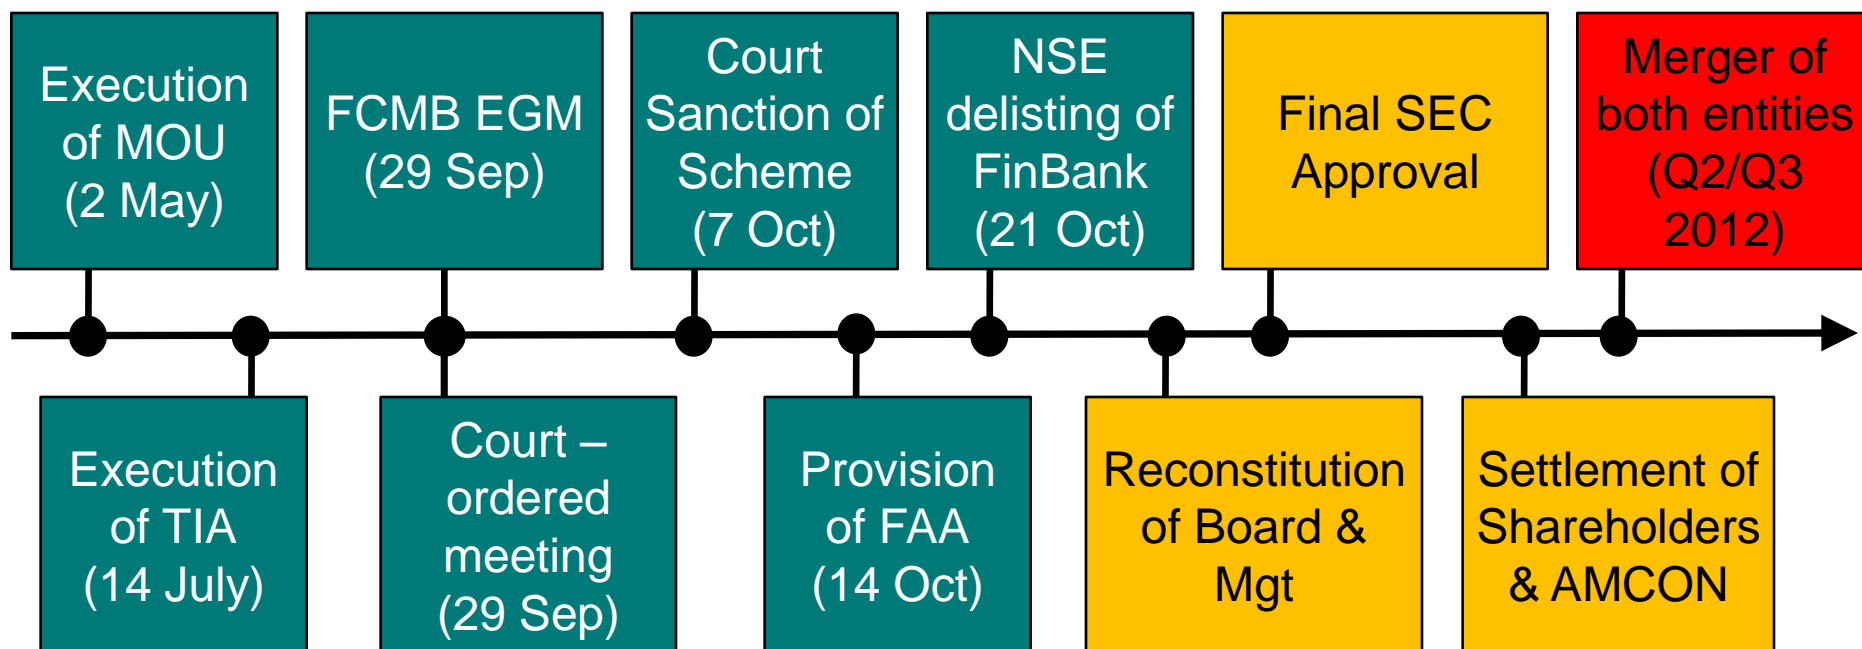 Execution
of MOU
(2 May)
FCMB EGM
(29 Sep)
Court
Sanction of
Scheme
(7 Oct)
NSE
delisting of
FinBank
(21 Oct)
Final SEC
Approval
Merger of
both entities
(Q2/Q3
2012)
Execution
of TIA
(14 July)
Court –
ordered
meeting
(29 Sep)
Provision
of FAA
(14 Oct)
Reconstitution
of Board &
Mgt
Settlement of
Shareholders
& AMCON